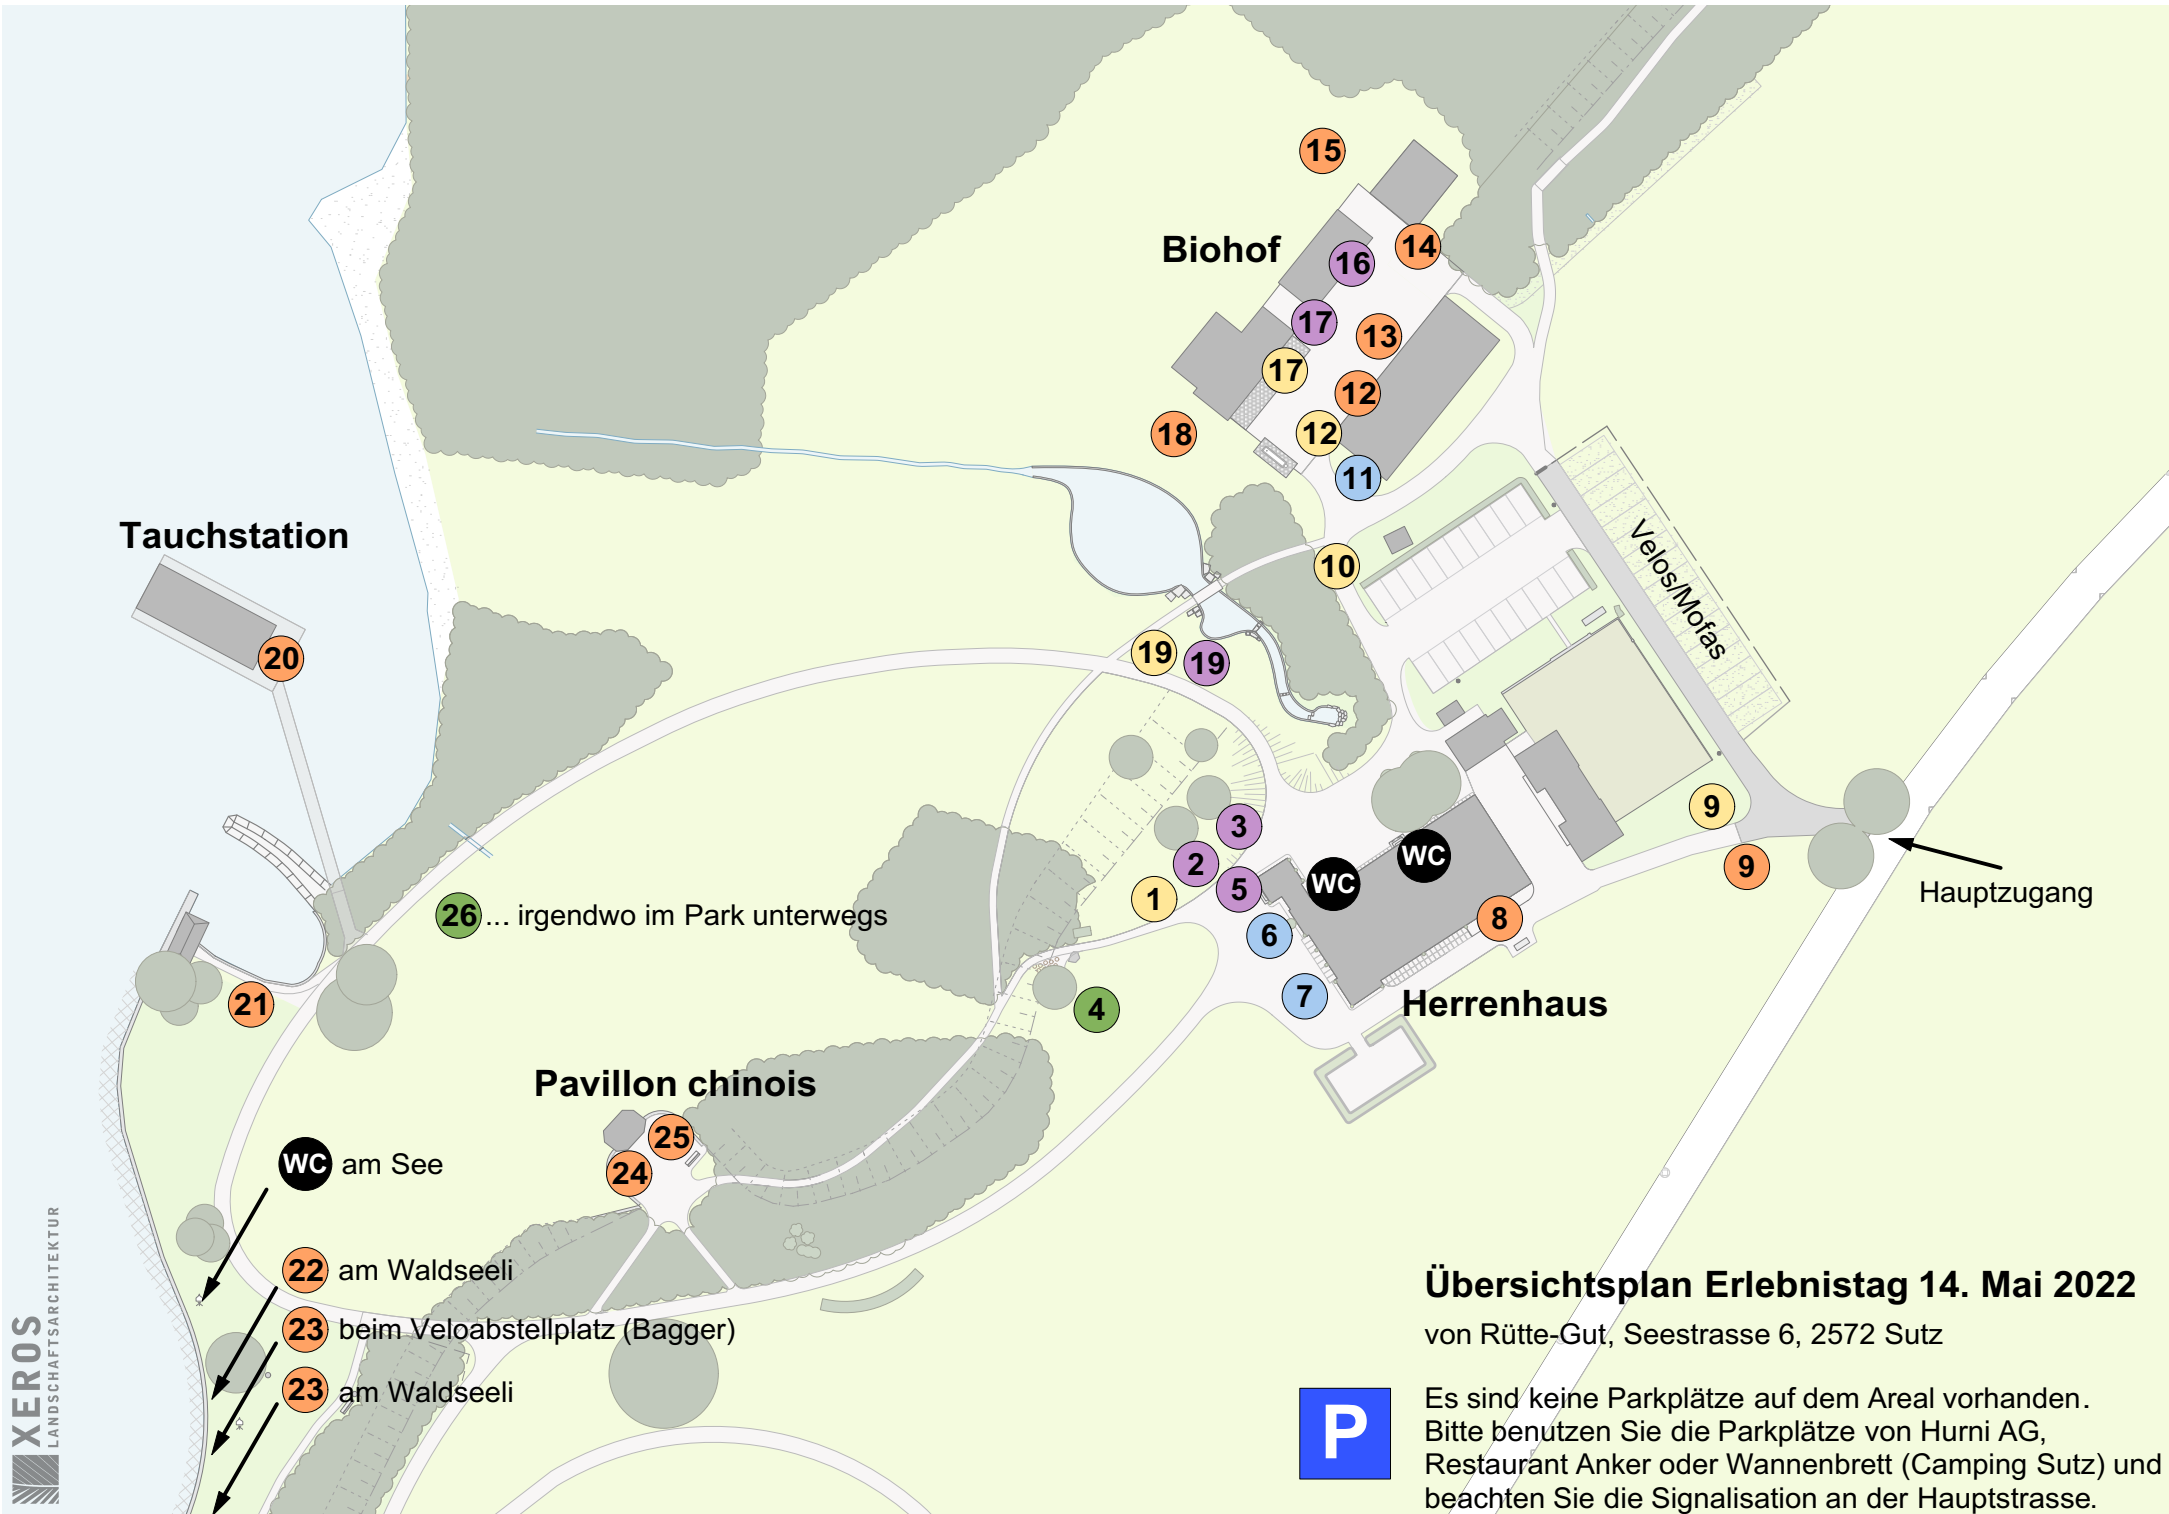 15
Biohof
14
16
17
13
17
12
18
12
11
Tauchstation
10
Velos/Mofas
20
19
19
9
3
WC
2
WC
9
5
1
Hauptzugang
26 ... irgendwo im Park unterwegs
8
6
21
7
Herrenhaus
4
Pavillon chinois
25
24
WC am See
22 am Waldseeli
23 beim Veloabstellplatz (Bagger)
23 am Waldseeli
XEROS
LANDSCHAFTSARCHITEKTUR
Übersichtsplan Erlebnistag 14. Mai 2022
von Rütte-Gut, Seestrasse 6, 2572 Sutz
P
Es sind keine Parkplätze auf dem Areal vorhanden.
Bitte benutzen Sie die Parkplätze von Hurni AG,
Restaurant Anker oder Wannenbrett (Camping Sutz) und
beachten Sie die Signalisation an der Hauptstrasse.